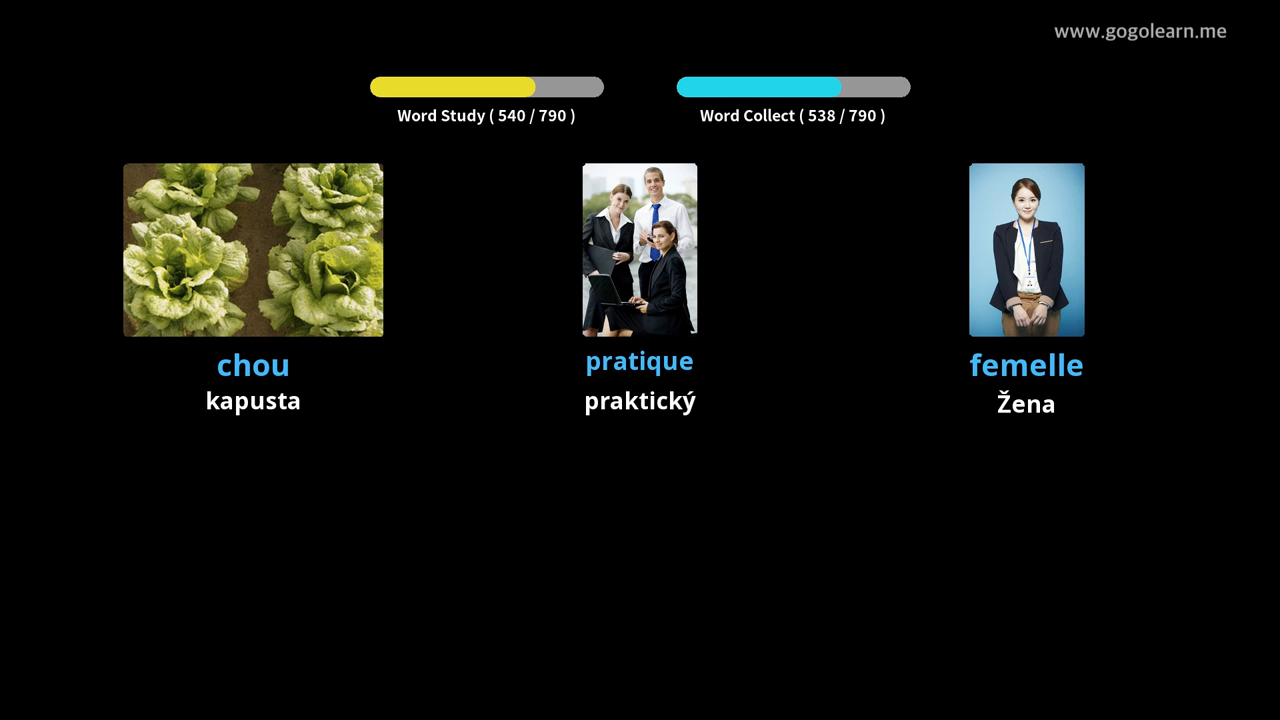 www.gogolearn.me
Word Study ( 540 / 790 )
Word Collect ( 538 / 790 )
chou
kapusta
pratique
praktický
femelle
Žena